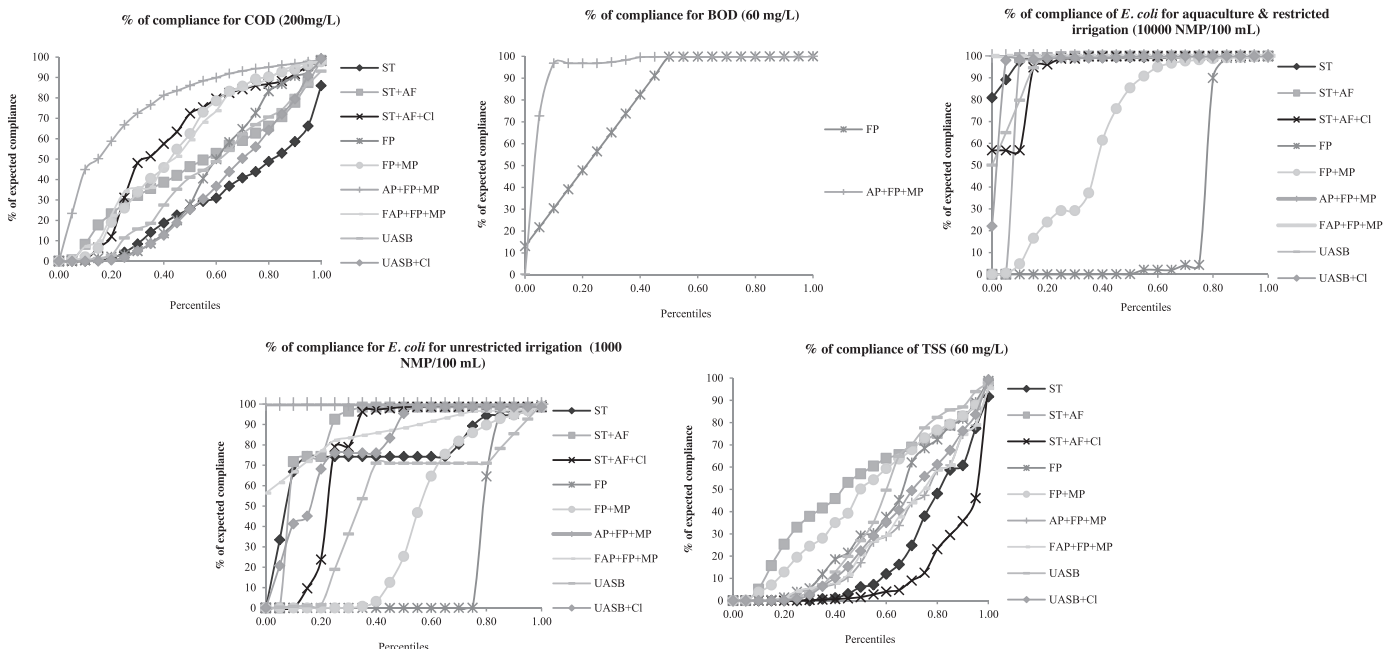 % of compliance for COD (200mg/L)
% of expected compliance
100
90
80
70
60
50
40
30
20
10
0
0.00 0.20 0.40 0.60 0.80 1.00
Percentiles
ST
ST+AF
ST+AF+Cl
FP
FP+MP
AP+FP+MP
FAP+FP+MP
UASB
UASB+Cl
% of compliance for BOD (60 mg/L)
% of expected compliance
100
90
80
70
60
50
40
30
20
10
0
0.00 0.20 0.40 0.60 0.80 1.00
Percentiles
FP
AP+FP+MP
% of compliance of E. coli for aquaculture & restricted
irrigation (10000 NMP/100 mL)
% of expected compliance
100
90
80
70
60
50
40
30
20
10
0
0.00 0.20 0.40 0.60 0.80 1.00
Percentiles
ST
ST+AF
ST+AF+Cl
FP
FP+MP
AP+FP+MP
FAP+FP+MP
UASB
UASB+Cl
% of compliance for E. coli for unrestricted irrigation (1000
NMP/100 mL)
% of expected compliance
100
90
80
70
60
50
40
30
20
10
0
0.00 0.20 0.40 0.60 0.80 1.00
Percentiles
ST
ST+AF
ST+AF+Cl
FP
FP+MP
AP+FP+MP
FAP+FP+MP
UASB
UASB+Cl
% of compliance of TSS (60 mg/L)
% of expected compliance
100
90
80
70
60
50
40
30
20
10
0
0.00 0.20 0.40 0.60 0.80 1.00
Percentiles
ST
ST+AF
ST+AF+Cl
FP
FP+MP
AP+FP+MP
FAP+FP+MP
UASB
UASB+Cl